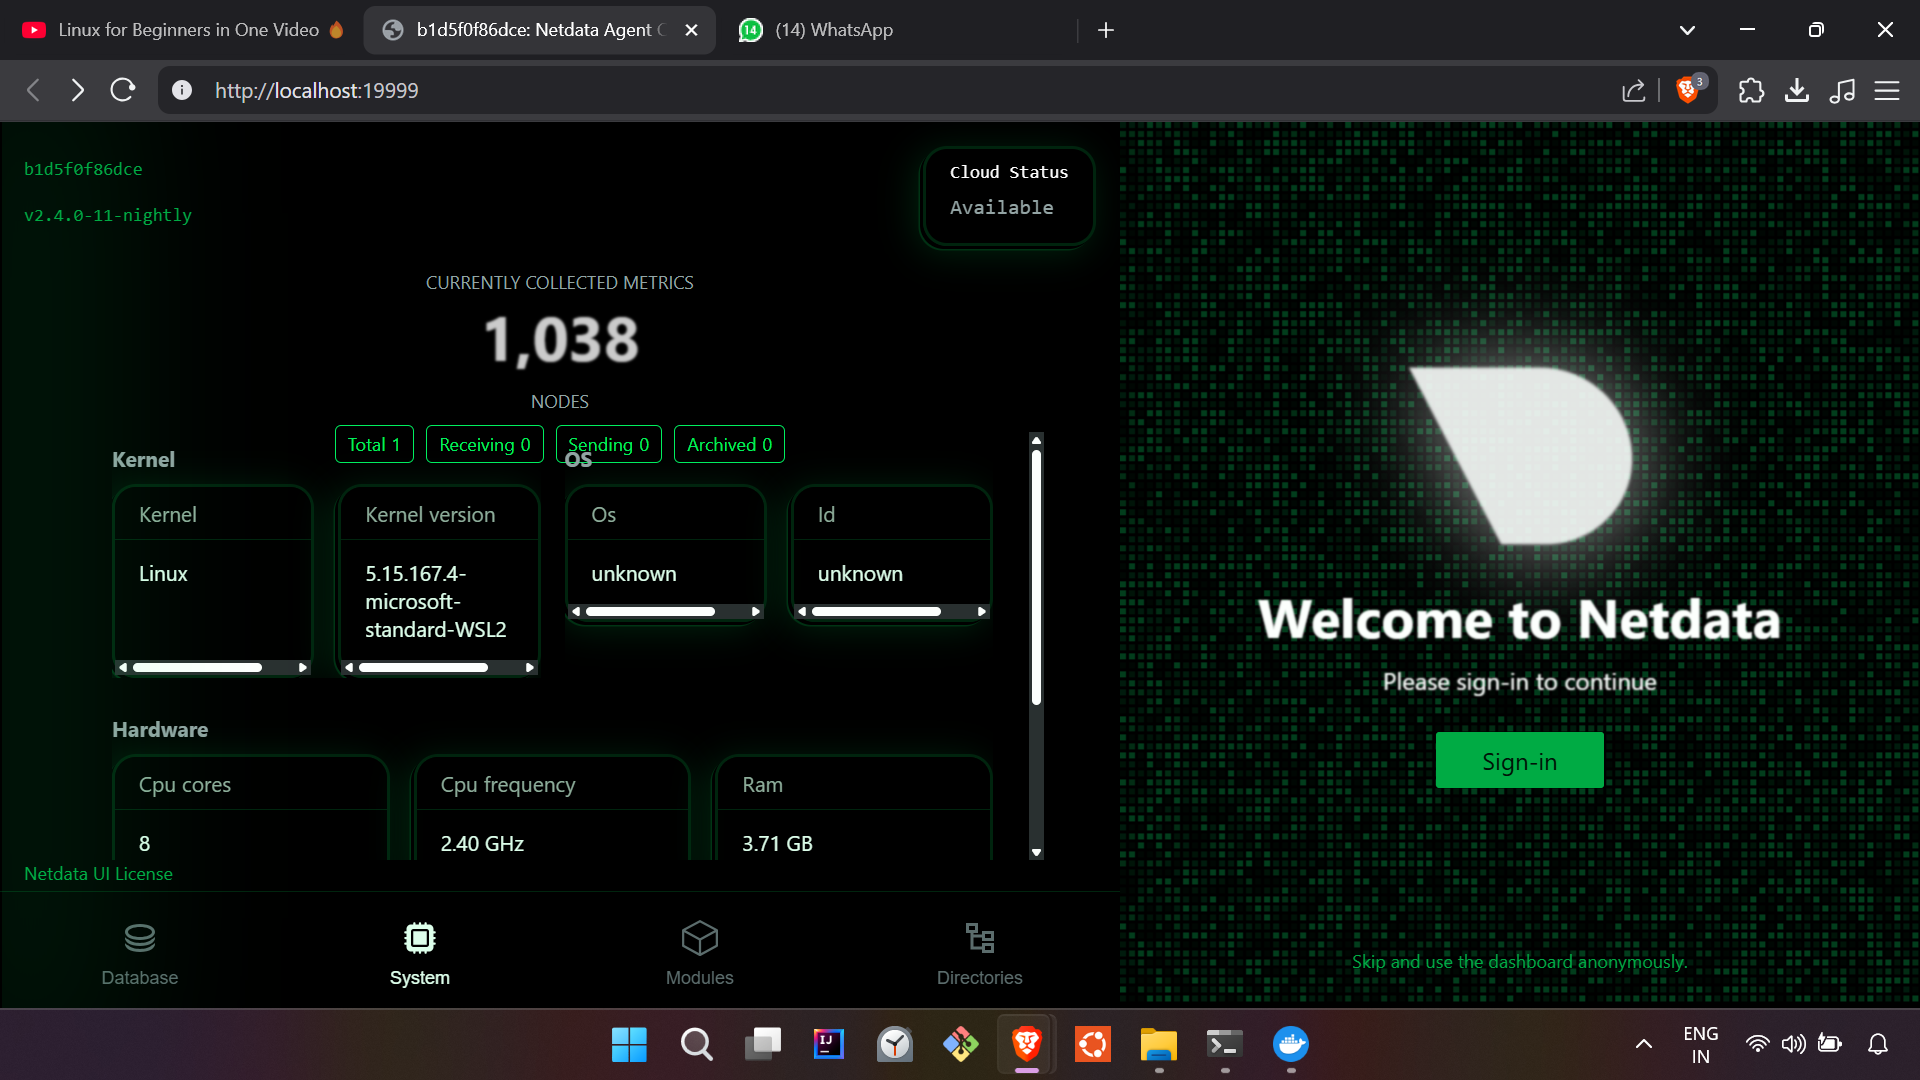 Linux for Beginners in One Video
b1d5f0f86dce: Netdata Agent C
14
(14) WhatsApp
http://localhost:19999
3
b1d5f0f86dce
v2.4.0-11-nightly
Cloud Status
Available
CURRENTLY COLLECTED METRICS
1,038
NODES
Total 1
Receiving 0
Sending 0
Archived 0
Kernel
OS
Kernel
Kernel version
Os
Id
Linux
5.15.167.4-
microsoft-
standard-WSL2
unknown
unknown
Hardware
Cpu cores
Cpu frequency
Ram
8
2.40 GHz
3.71 GB
Netdata UI License
Database
System
Modules
Directories
Welcome to Netdata
Please sign-in to continue
Sign-in
Skip and use the dashboard anonymously.
IJ
ENG
IN